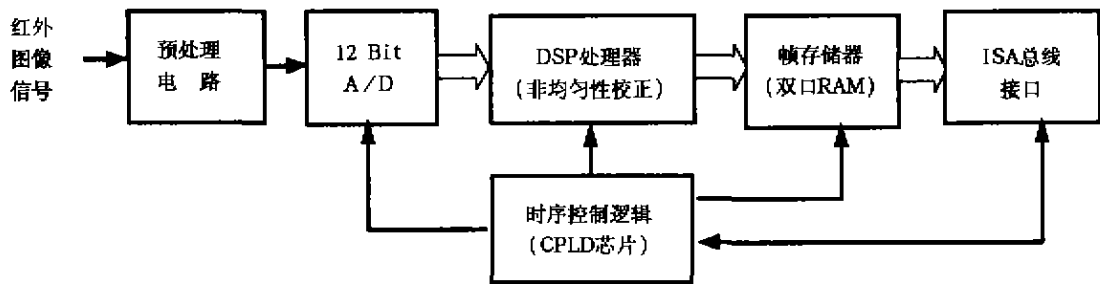 红外
图像
信号
预处理
电 路
12 Bit
A/D
DSP处理器
(非均匀性校正)
帧存储器
(双口RAM)
ISA总线
接口
时序控制逻辑
(CPLD芯片)